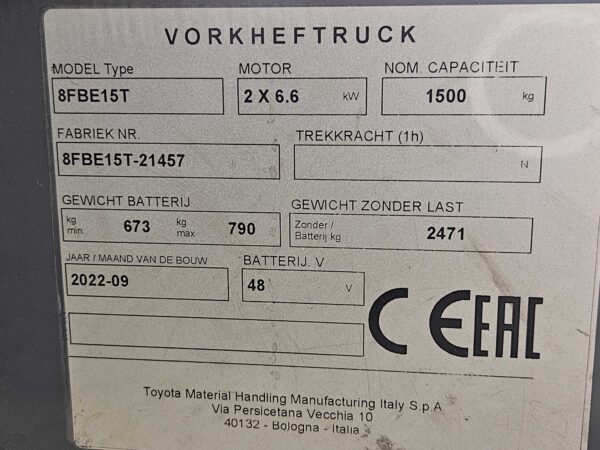 VORKHEFTRUCK
MODEL Type MOTOR NOM. CAPACITEIT
8FBE15T 2 X 6.6 kW 1500 kg
FABRIEK NR. TREKKRACHT (1h)
8FBE15T-21457 N
GEWICHT BATTERIJ GEWICHT ZONDER LAST
kg min. 673 kg max 790 Zonder / Batterij kg 2471
JAAR / MAAND VAN DE BOUW BATTERIJ. V
2022-09 48 V
CE EAC
Toyota Material Handling Manufacturing Italy S.p.A
Via Persicetana Vecchia 10
40132 - Bologna - Italia